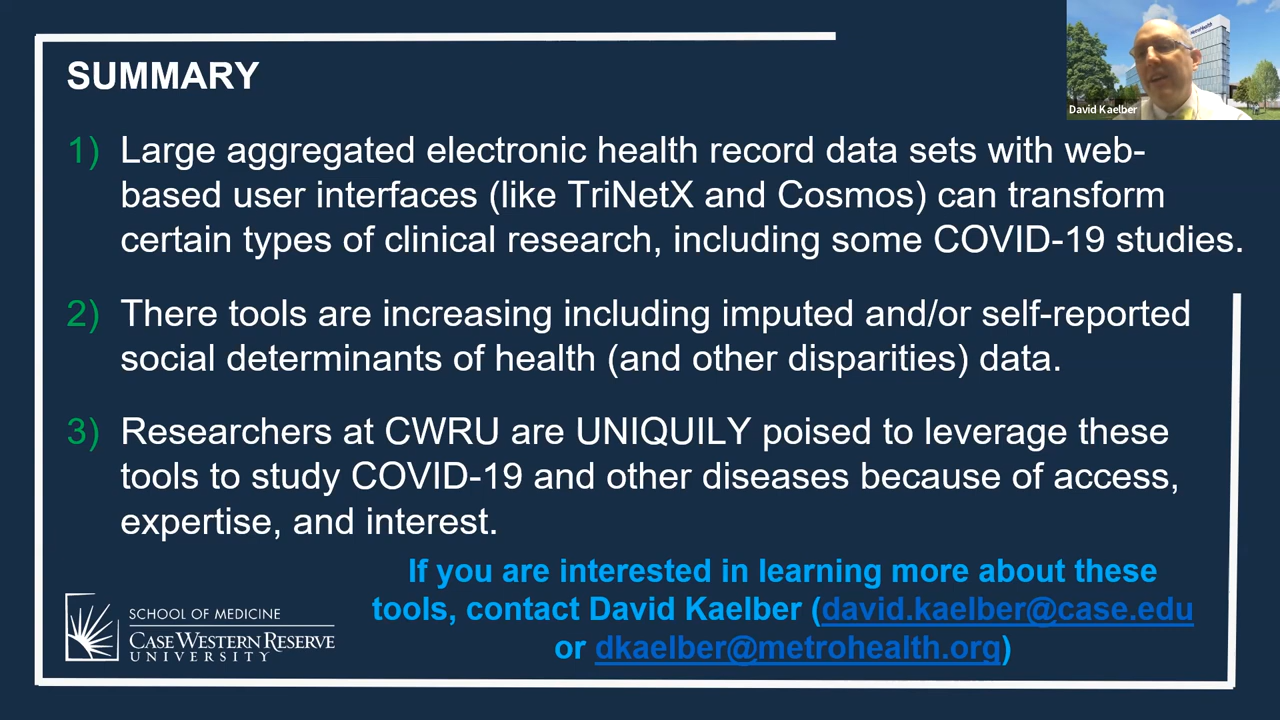 SUMMARY
David Kaelber
1) Large aggregated electronic health record data sets with web-
based user interfaces (like TriNetX and Cosmos) can transform
certain types of clinical research, including some COVID-19 studies.
2) There tools are increasing including imputed and/or self-reported
social determinants of health (and other disparities) data.
3) Researchers at CWRU are UNIQUILY poised to leverage these
tools to study COVID-19 and other diseases because of access,
expertise, and interest.
If you are interested in learning more about these
tools, contact David Kaelber (david.kaelber@case.edu
or dkaelber@metrohealth.org)
SCHOOL OF MEDICINE
CASE WESTERN RESERVE
UNIVERSITY